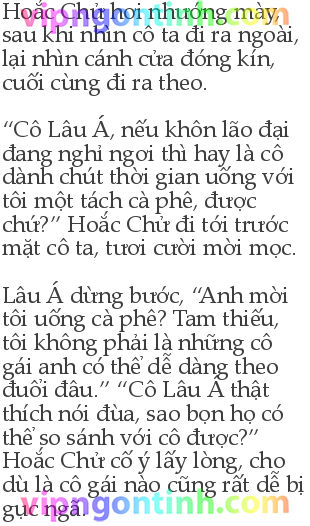 Hoắc Chử hơi nhướng mày,
sau khi nhìn cô ta đi ra ngoài,
lại nhìn cánh cửa đóng kín,
cuối cùng đi ra theo.
“Cô Lâu Á, nếu khôn lão đại
đang nghỉ ngơi thì hay là cô
dành chút thời gian uống với
tôi một tách cà phê, được
chứ?” Hoắc Chử đi tới trước
mặt cô ta, tươi cười mời mọc.
Lâu Á dừng bước, “Anh mời
tôi uống cà phê? Tam thiếu,
tôi không phải là những cô
gái anh có thể dễ dàng theo
đuổi đâu.” “Cô Lâu Á thật
thích nói đùa, sao bọn họ có
thể so sánh với cô được?”
Hoắc Chử cố ý lấy lòng, cho
dù là cô gái nào cũng rất dễ bị
gục ngã.
vipngontinh.com
vipngontinh.com